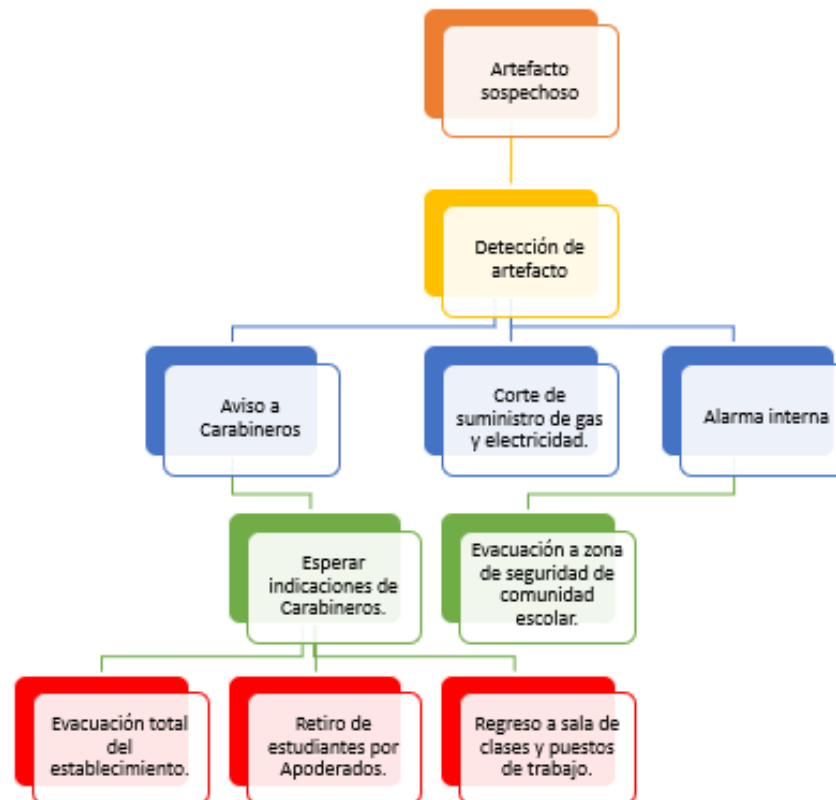 Artefacto
sospechoso
Detección de
artefacto
Aviso a
Carabineros
Corte de
suministro de gas
y electricidad.
Alarma interna
Esperar
indicaciones de
Carabineros.
Evacuación a zona
de seguridad de
comunidad
escolar.
Evacuación total
del
establecimiento.
Retiro de
estudiantes por
Apoderados.
Regreso a sala de
clases y puestos
de trabajo.